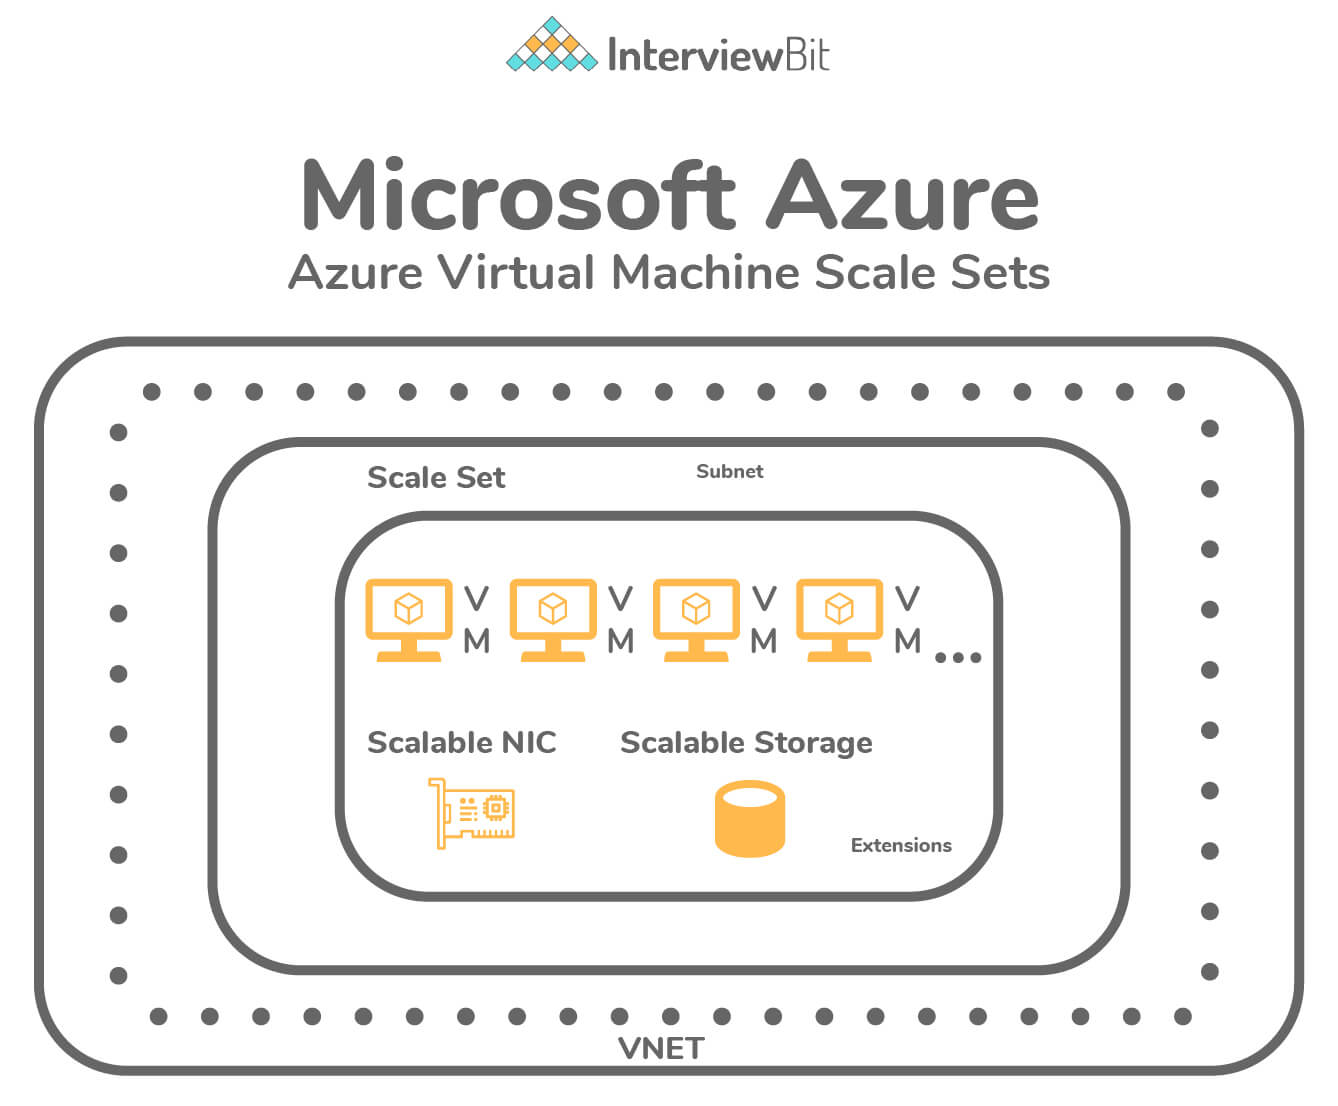 InterviewBit
Microsoft Azure
Azure Virtual Machine Scale Sets
Scale Set
Subnet
V V V V
M M M M ...
Scalable NIC
Scalable Storage
Extensions
VNET